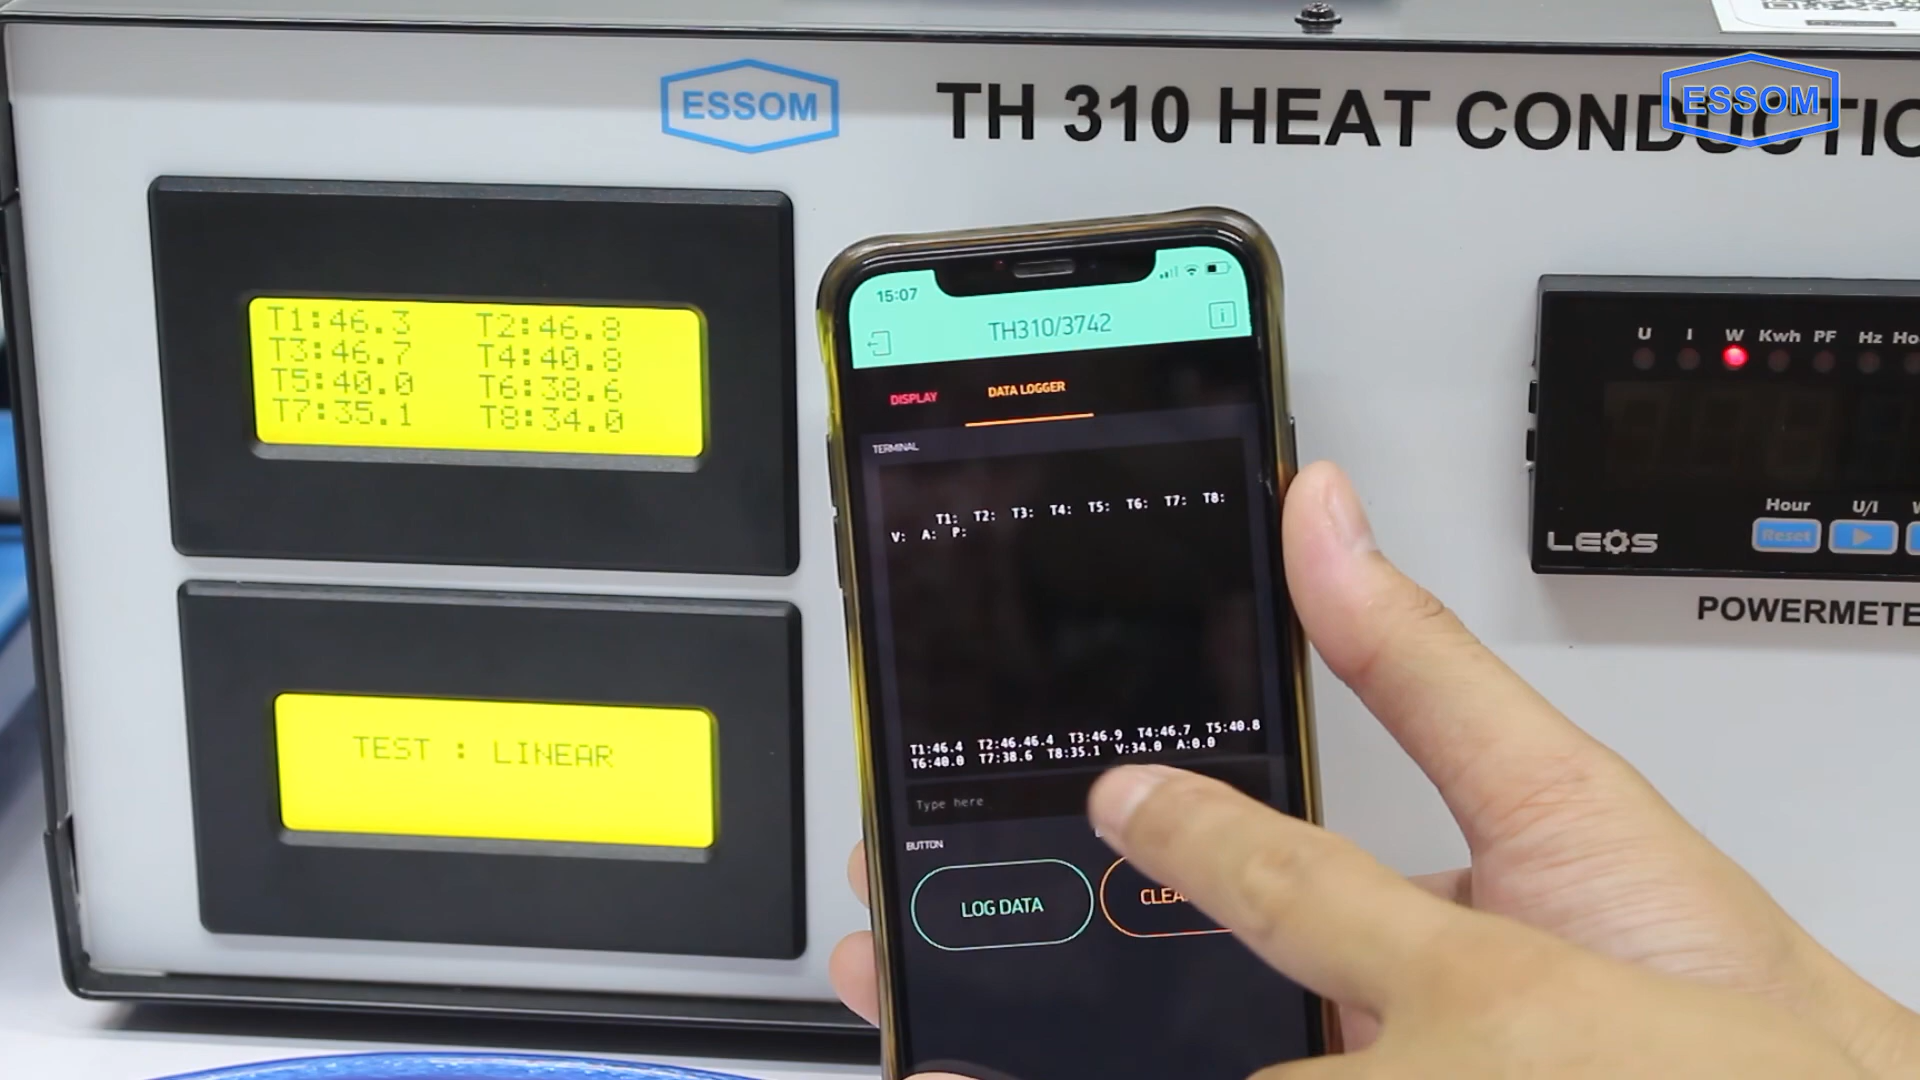 ESSOM
TH 310 HEAT CONDUCTIO
ESSOM
T1:46.3 T2:46.8
T3:46.7 T4:40.8
T5:40.0 T6:38.6
T7:35.1 T8:34.0
TEST : LINEAR
15:07
TH310/3742
DISPLAY DATA LOGGER
TERMINAL
T1: T2: T3: T4: T5: T6: T7: T8:
V: A: P:
T1:46.4 T2:46.46.4 T3:46.9 T4:46.7 T5:40.8
T6:40.0 T7:38.6 T8:35.1 V:34.0 A:0.0
Type here
BUTTON
LOG DATA
CLEA
U I W Kwh PF Hz Ho
Hour U/I W
Reset
LEOS
POWERMETE